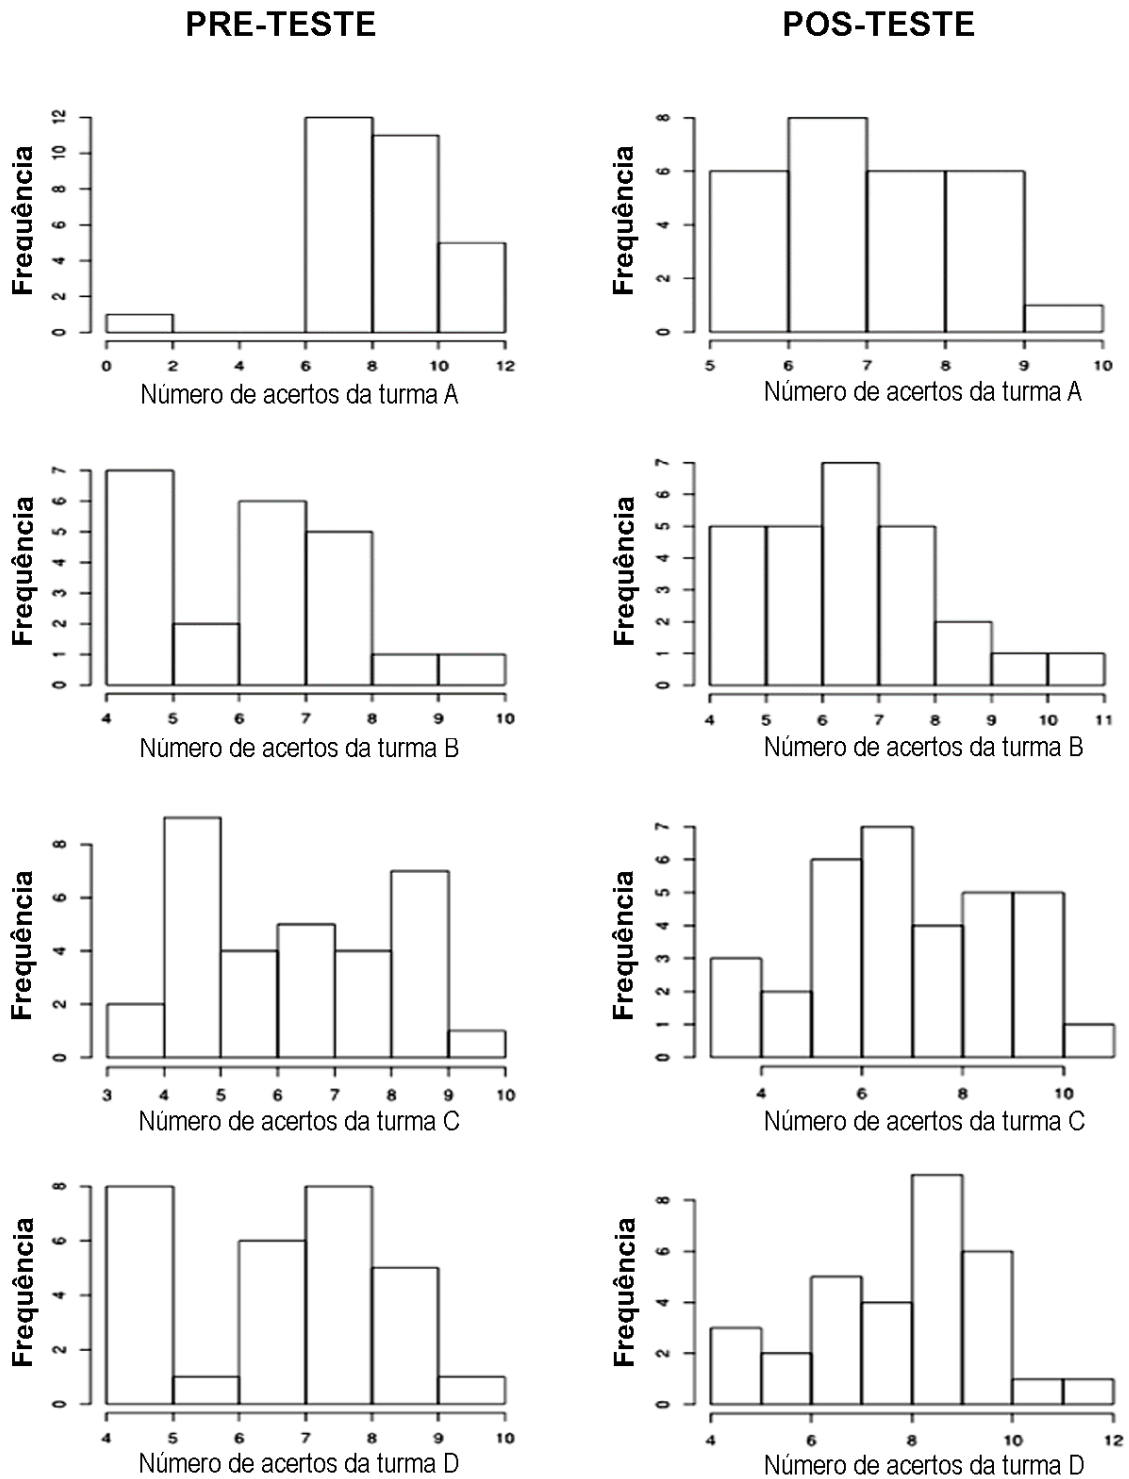 PRE-TESTE
POS-TESTE
Frequência
0 2 4 6 8 10 12
0 2 4 6 8 10 12
Número de acertos da turma A
Frequência
0 2 4 6 8
5 6 7 8 9 10
Número de acertos da turma A
Frequência
0 1 2 3 4 5 6 7
4 5 6 7 8 9 10
Número de acertos da turma B
Frequência
0 1 2 3 4 5 6 7
4 5 6 7 8 9 10 11
Número de acertos da turma B
Frequência
0 2 4 6 8
3 4 5 6 7 8 9 10
Número de acertos da turma C
Frequência
0 1 2 3 4 5 6 7
4 6 8 10
Número de acertos da turma C
Frequência
0 2 4 6 8
4 5 6 7 8 9 10
Número de acertos da turma D
Frequência
0 2 4 6 8
4 6 8 10 12
Número de acertos da turma D